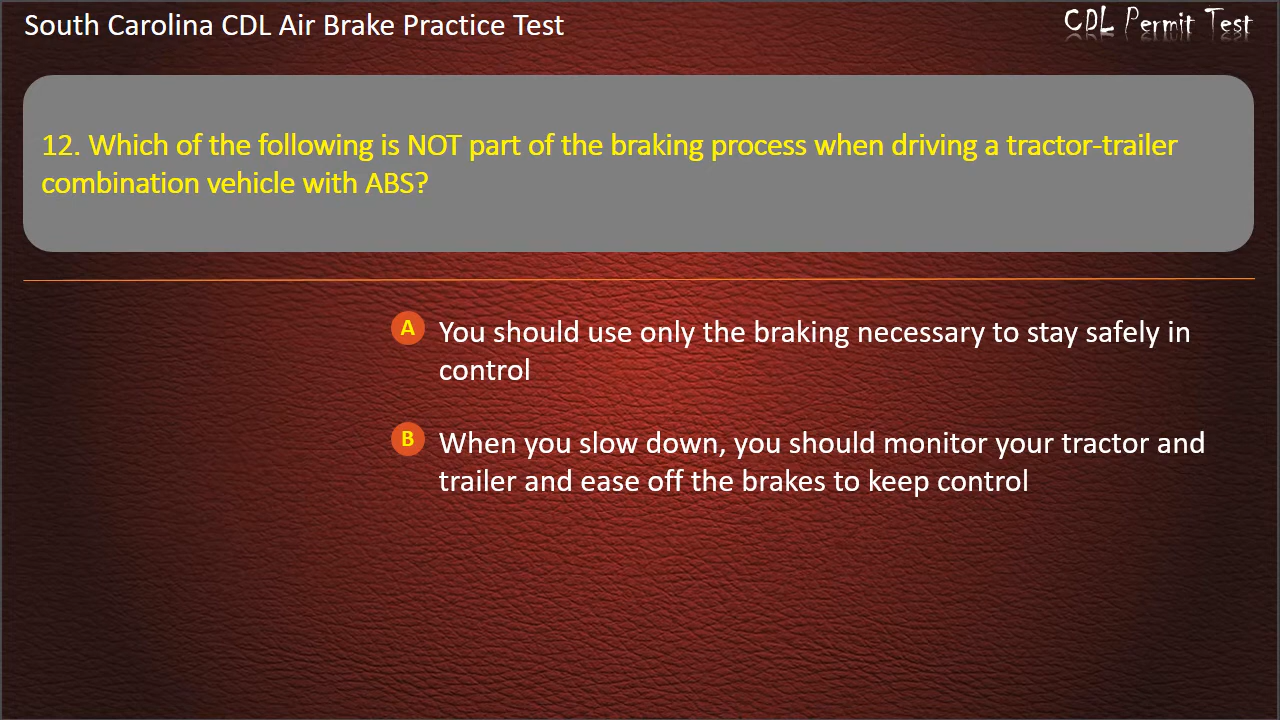 South Carolina CDL Air Brake Practice Test
CDL Permit Test
12. Which of the following is NOT part of the braking process when driving a tractor-trailer
combination vehicle with ABS?
A You should use only the braking necessary to stay safely in
control
B When you slow down, you should monitor your tractor and
trailer and ease off the brakes to keep control